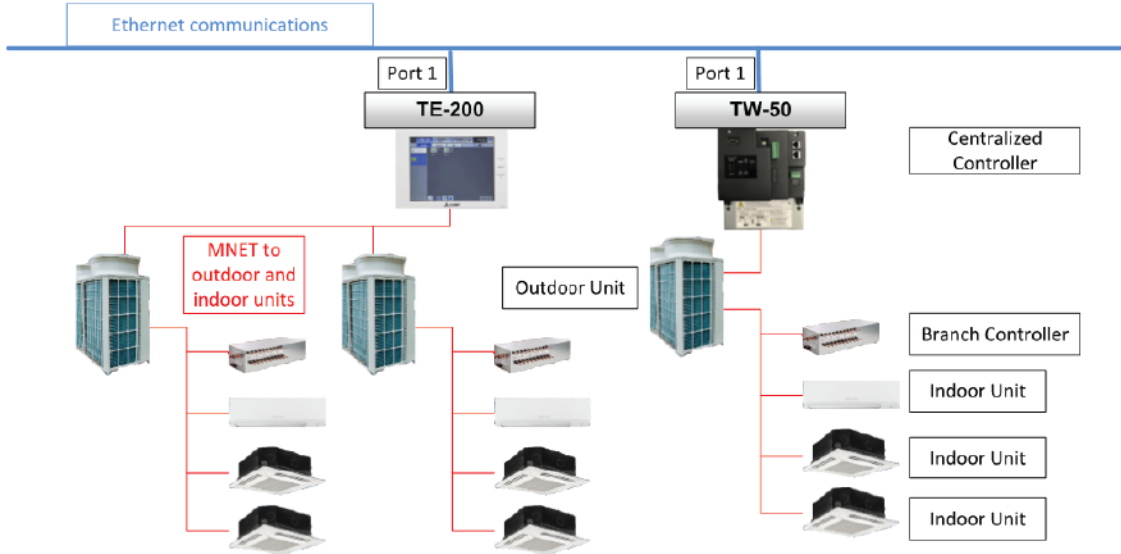 Ethernet communications
Port 1
Port 1
TE-200
TW-50
Centralized
Controller
MNET to
outdoor and
indoor units
Outdoor Unit
Branch Controller
Indoor Unit
Indoor Unit
Indoor Unit